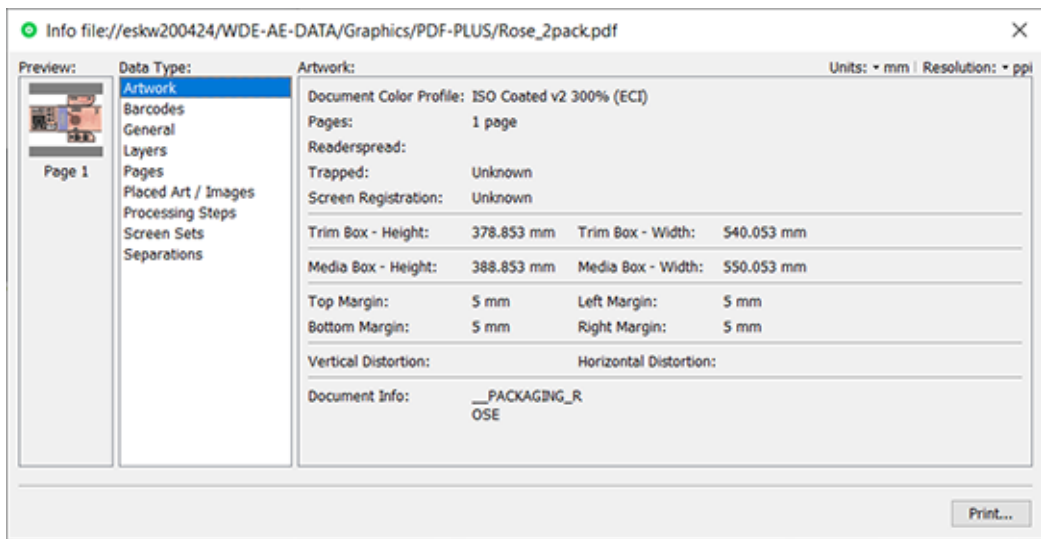 Info file://eskw200424/WDE-AE-DATA/Graphics/PDF-PLUS/Rose_2pack.pdf
Preview:
Page 1
Data Type:
Artwork
Barcodes
General
Layers
Pages
Placed Art / Images
Processing Steps
Screen Sets
Separations
Artwork: Units: mm | Resolution: ppi
Document Color Profile: ISO Coated v2 300% (ECI)
Pages: 1 page
Readerspread:
Trapped: Unknown
Screen Registration: Unknown
Trim Box - Height: 378.853 mm Trim Box - Width: 540.053 mm
Media Box - Height: 388.853 mm Media Box - Width: 550.053 mm
Top Margin: 5 mm Left Margin: 5 mm
Bottom Margin: 5 mm Right Margin: 5 mm
Vertical Distortion: Horizontal Distortion:
Document Info: __PACKAGING_R
OSE
Print...